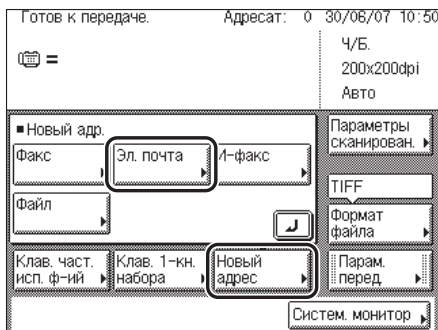 Готов к передаче. Адресат: 0 30/06/07 10:50
Ч/Б.
200x200dpi
Авто
Новый адр.
Факс Эл. почта И-факс
Файл
Параметры
сканирован.
TIFF
Формат
файла
Клав. част.
исп. ф-ий
Клав. 1-кн.
набора
Новый
адрес
Парам.
перед.
Систем. монитор